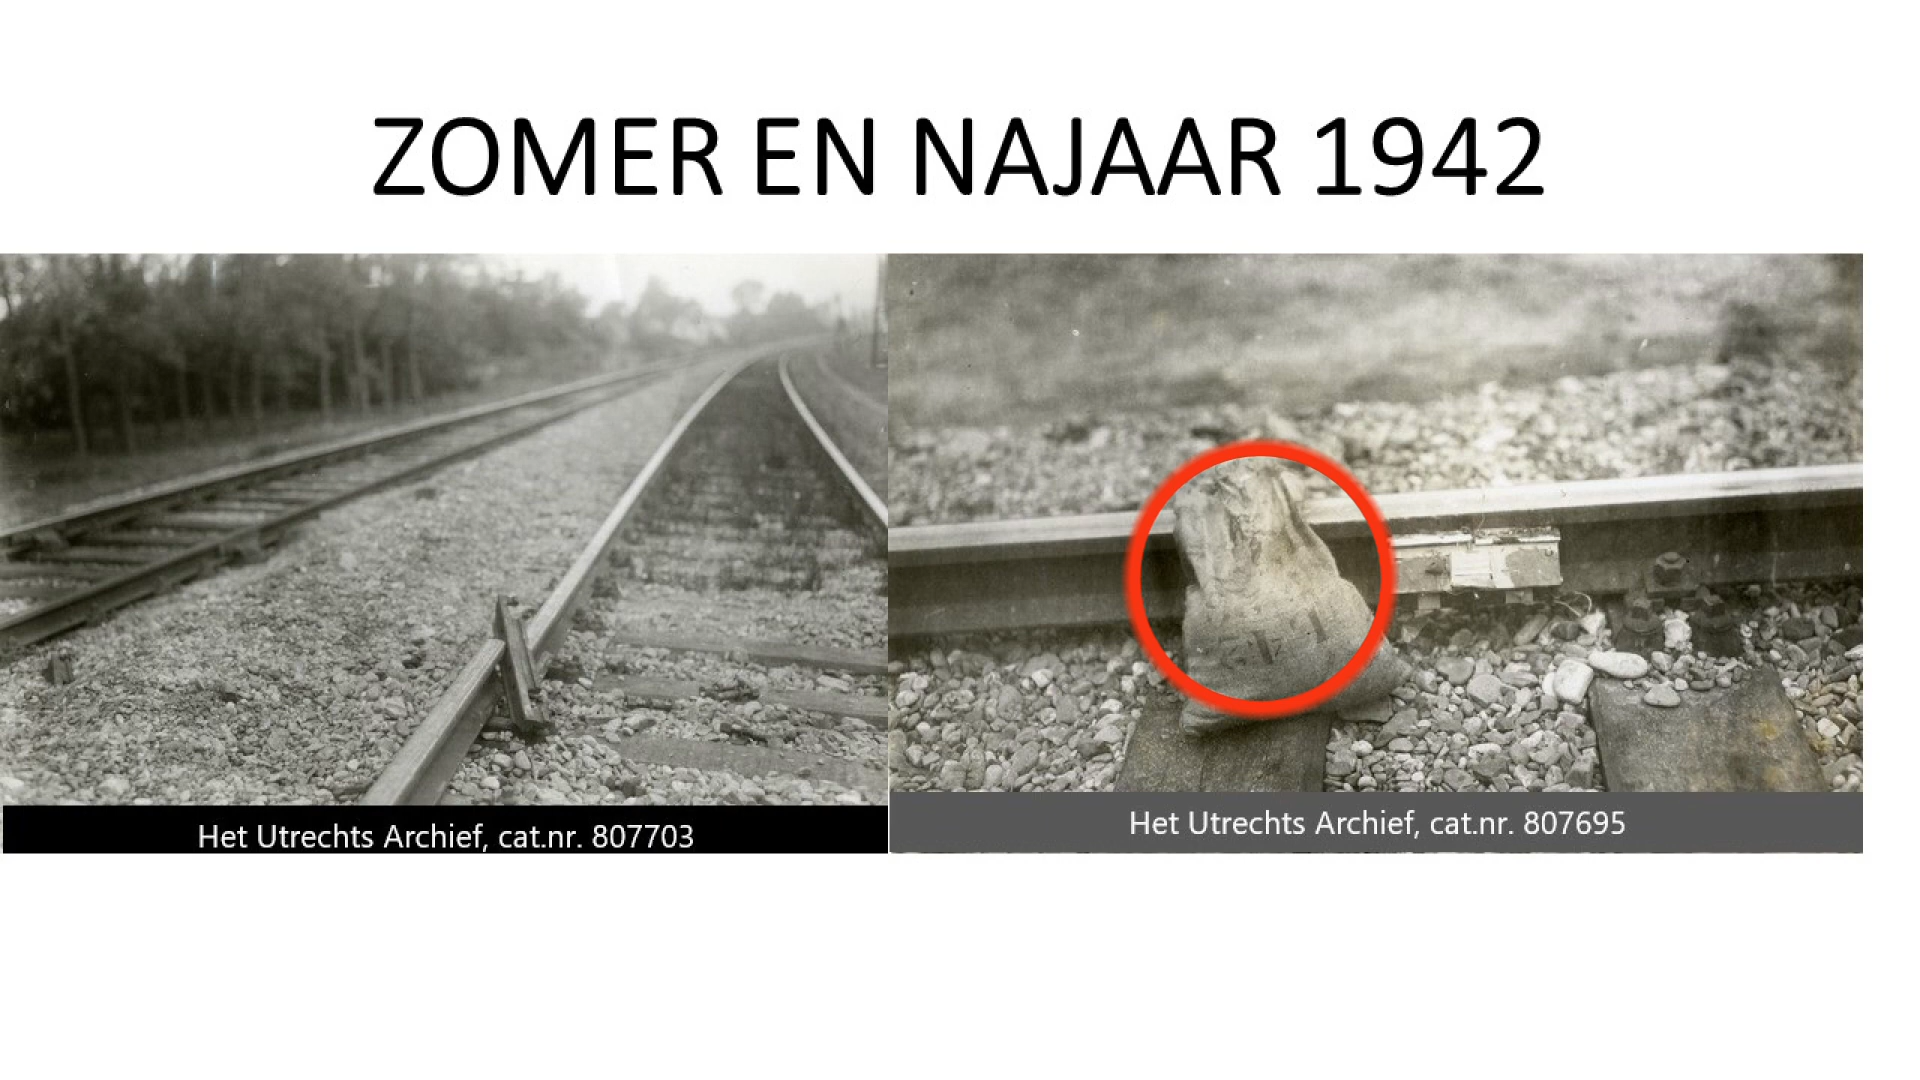 ZOMER EN NAJAAR 1942
Het Utrechts Archief, cat.nr. 807703
Het Utrechts Archief, cat.nr. 807695